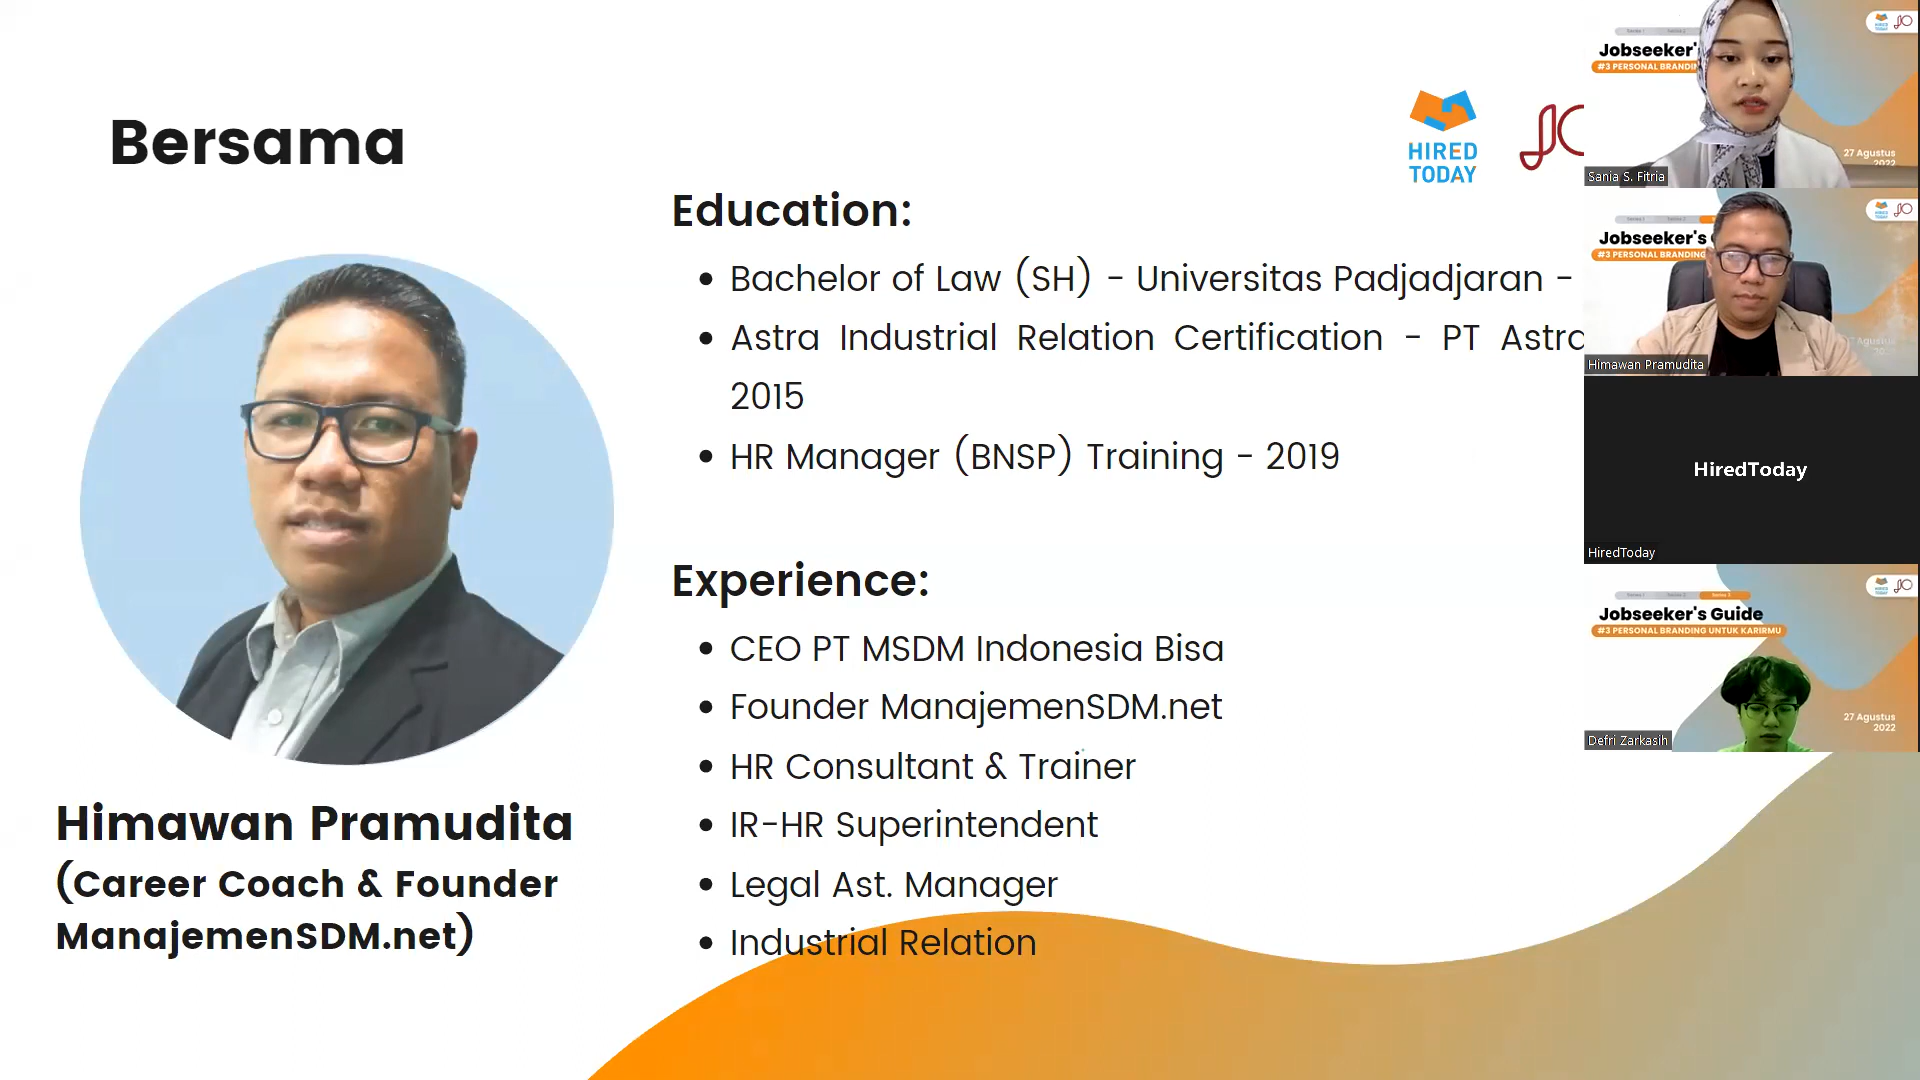 Bersama
HIRED
TODAY
Education:
• Bachelor of Law (SH) - Universitas Padjadjaran -
• Astra Industrial Relation Certification - PT Astra
2015
• HR Manager (BNSP) Training - 2019
Experience:
• CEO PT MSDM Indonesia Bisa
• Founder ManajemenSDM.net
• HR Consultant & Trainer
• IR-HR Superintendent
• Legal Ast. Manager
• Industrial Relation
Himawan Pramudita
(Career Coach & Founder
ManajemenSDM.net)
Jobseeker's
#3 PERSONAL BRANDIN
27 Agustus
2022
Sania S. Fitria
Jobseeker's
#3 PERSONAL BRANDING
Himawan Pramudita
HiredToday
HiredToday
Jobseeker's Guide
#3 PERSONAL BRANDING UNTUK KARIRMU
27 Agustus
2022
Defri Zarkasih